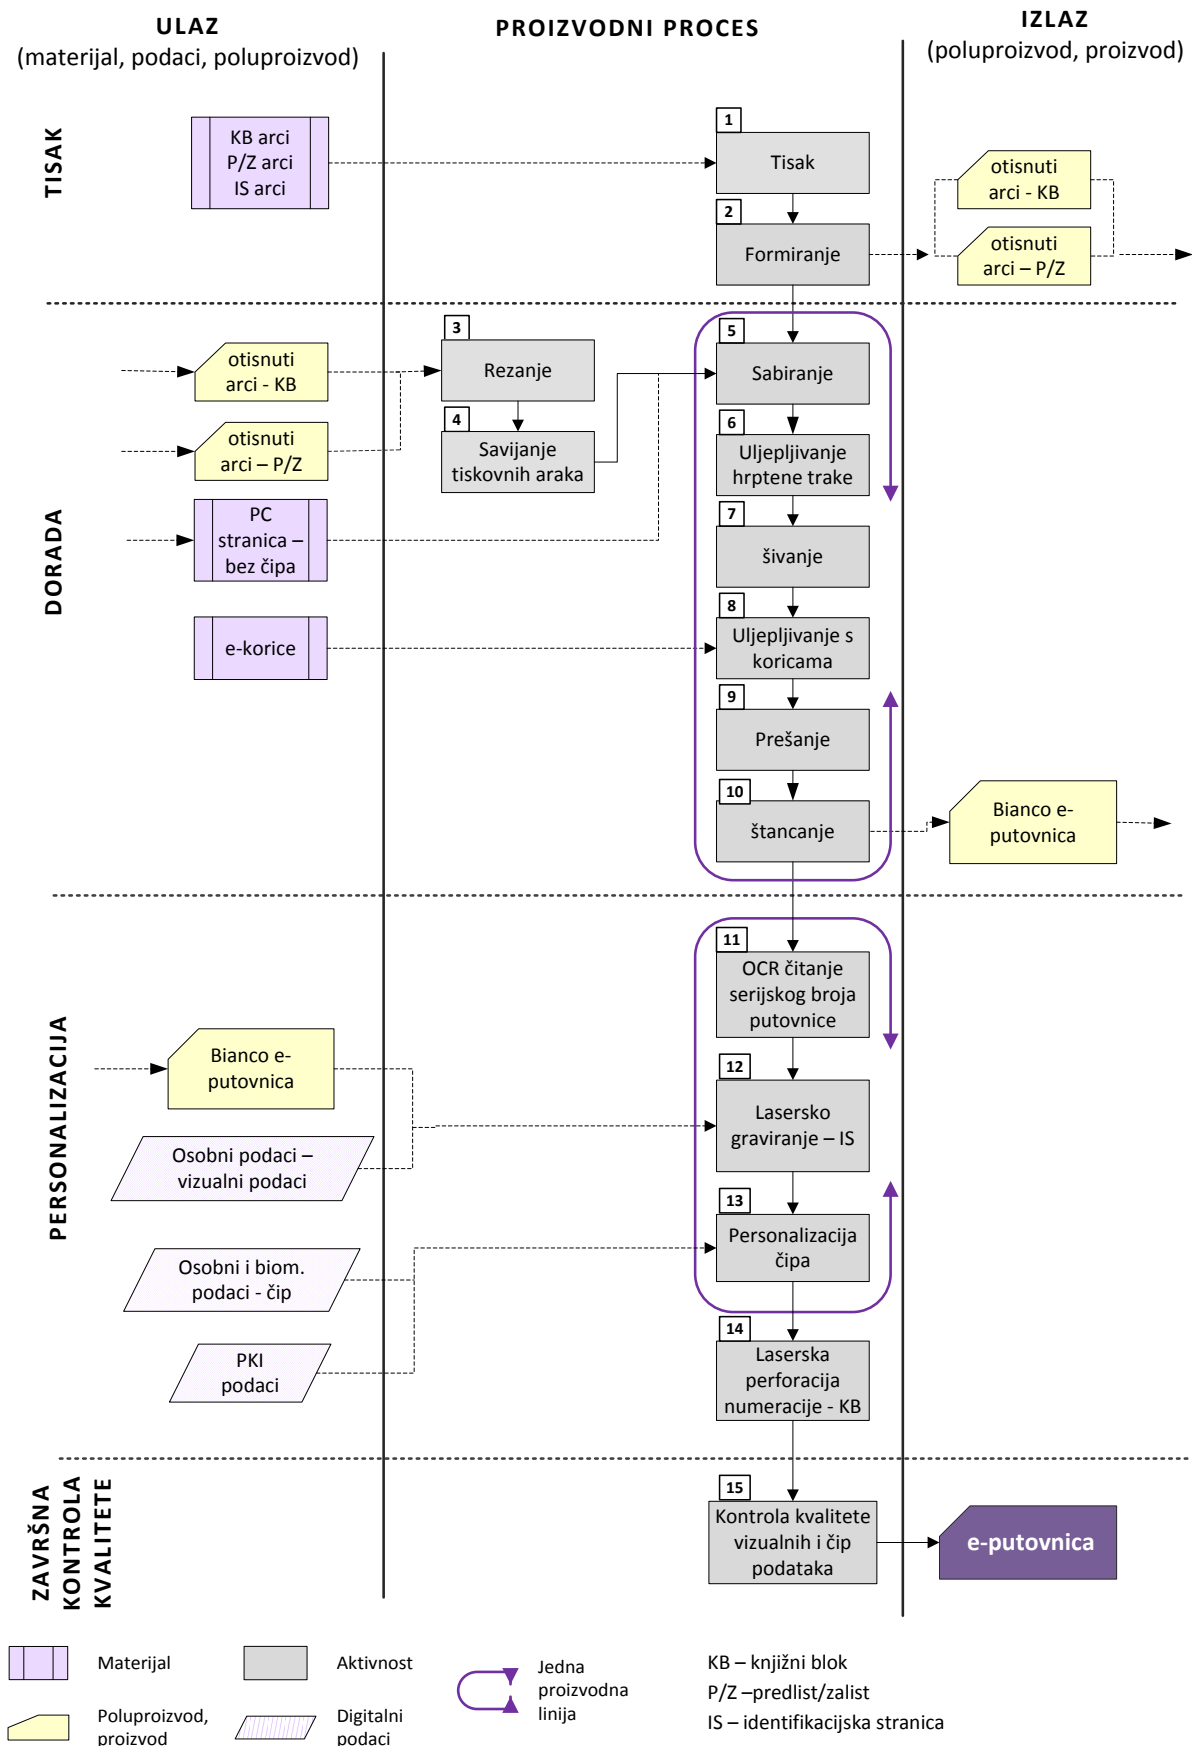 ULAZ
(materijal, podaci, poluproizvod)
PROIZVODNI PROCES
IZLAZ
(poluproizvod, proizvod)
TISAK
KB arci
P/Z arci
IS arci
1
Tisak
2
Formiranje
otisnuti
arci - KB
otisnuti
arci – P/Z
DORADA
otisnuti
arci - KB
otisnuti
arci – P/Z
PC
stranica –
bez čipa
e-korice
3
Rezanje
4
Savijanje
tiskovnih araka
5
Sabiranje
6
Uljepljivanje
hrptene trake
7
šivanje
8
Uljepljivanje s
koricama
9
Prešanje
10
štancanje
Bianco e-
putovnica
PERSONALIZACIJA
Bianco e-
putovnica
Osobni podaci –
vizualni podaci
Osobni i biom.
podaci - čip
PKI
podaci
11
OCR čitanje
serijskog broja
putovnice
12
Lasersko
graviranje – IS
13
Personalizacija
čipa
14
Laserska
perforacija
numeracije - KB
ZAVRŠNA
KONTROLA
KVALITETE
15
Kontrola kvalitete
vizualnih i čip
podataka
e-putovnica
Materijal
Aktivnost
Poluproizvod,
proizvod
Digitalni
podaci
Jedna
proizvodna
linija
KB – knjižni blok
P/Z –predlist/zalist
IS – identifikacijska stranica